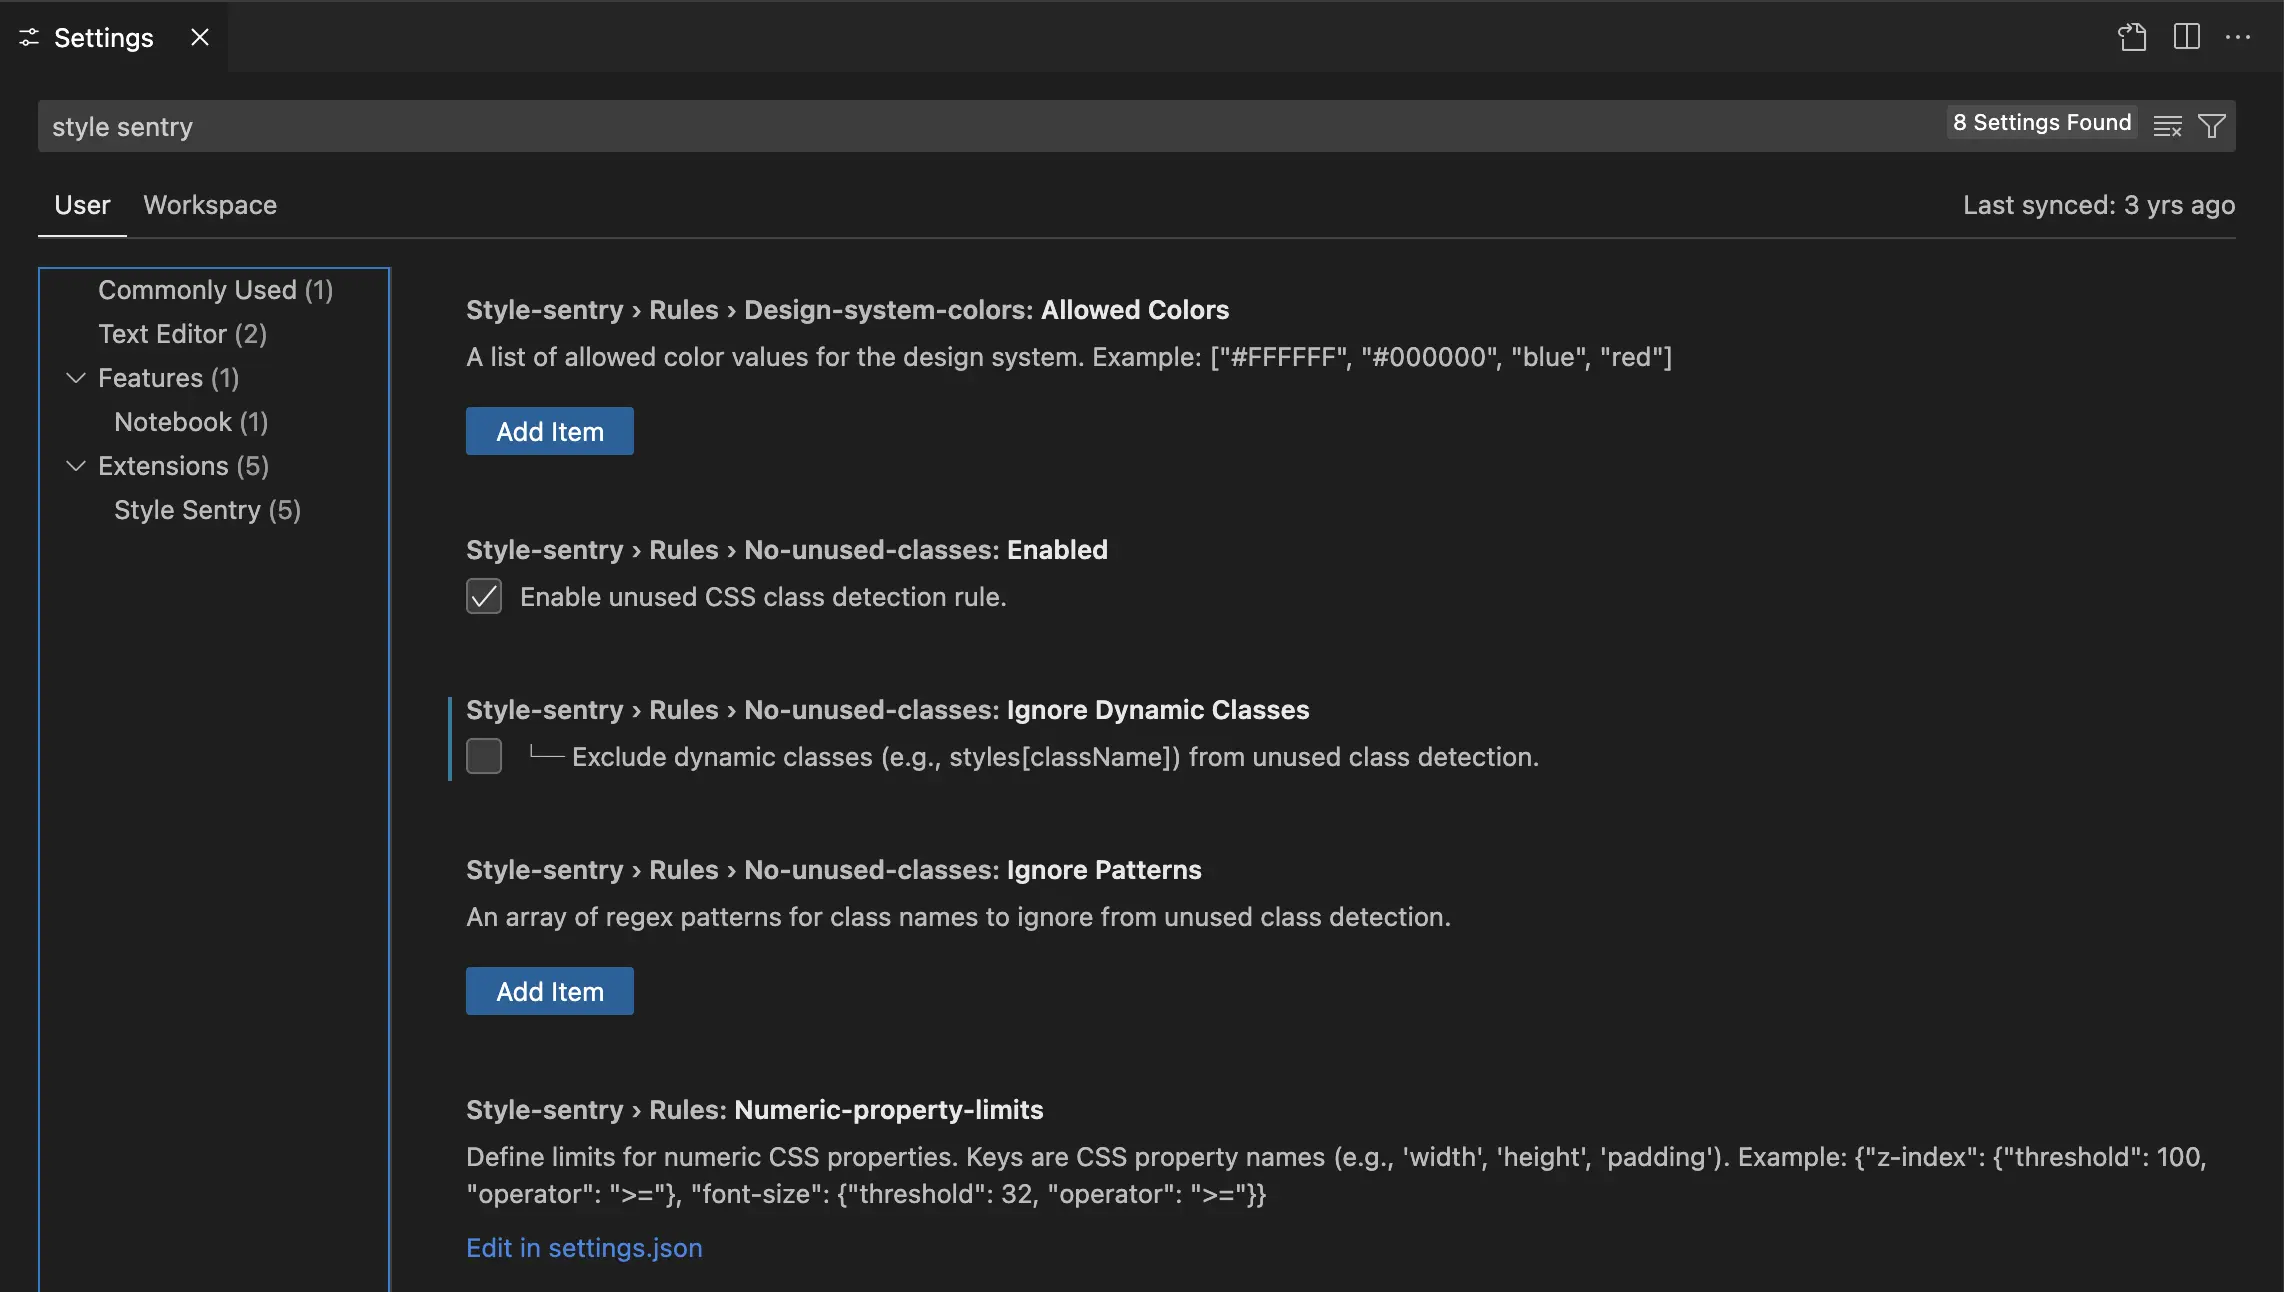 Settings
style sentry
8 Settings Found
User Workspace
Last synced: 3 yrs ago
Commonly Used (1)
Text Editor (2)
Features (1)
Notebook (1)
Extensions (5)
Style Sentry (5)
Style-sentry › Rules › Design-system-colors: Allowed Colors
A list of allowed color values for the design system. Example: ["#FFFFFF", "#000000", "blue", "red"]
Add Item
Style-sentry › Rules › No-unused-classes: Enabled
Enable unused CSS class detection rule.
Style-sentry › Rules › No-unused-classes: Ignore Dynamic Classes
└── Exclude dynamic classes (e.g., styles[className]) from unused class detection.
Style-sentry › Rules › No-unused-classes: Ignore Patterns
An array of regex patterns for class names to ignore from unused class detection.
Add Item
Style-sentry › Rules: Numeric-property-limits
Define limits for numeric CSS properties. Keys are CSS property names (e.g., 'width', 'height', 'padding'). Example: {"z-index": {"threshold": 100,
"operator": ">="}, "font-size": {"threshold": 32, "operator": ">="}}
Edit in settings.json